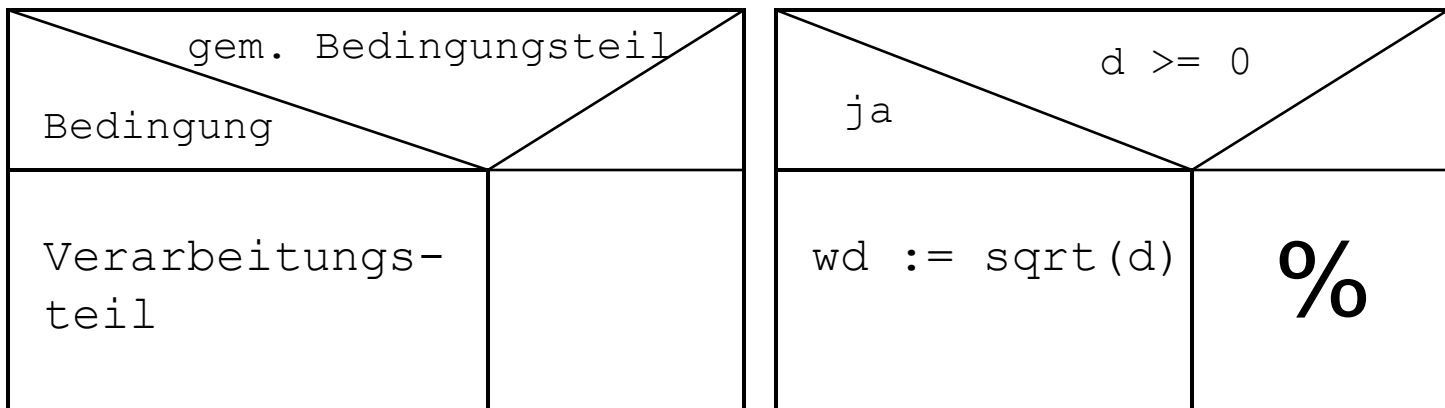 gem. Bedingungsteil
Bedingung
Verarbeitungs-
teil
d >= 0
ja
wd := sqrt(d)
%